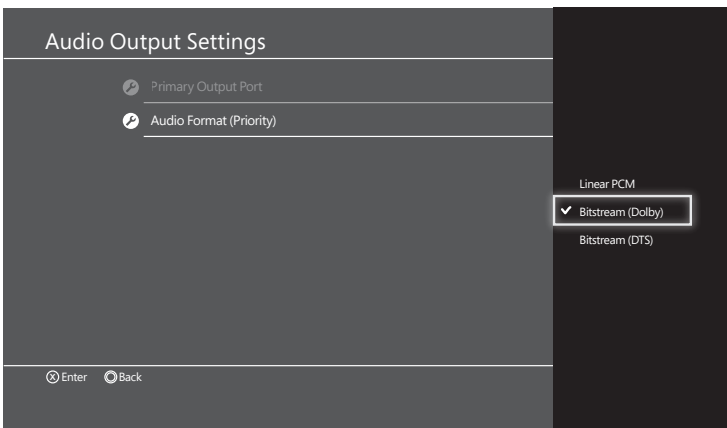 Audio Output Settings
Primary Output Port
Audio Format (Priority)
Linear PCM
Bitstream (Dolby)
Bitstream (DTS)
Enter Back